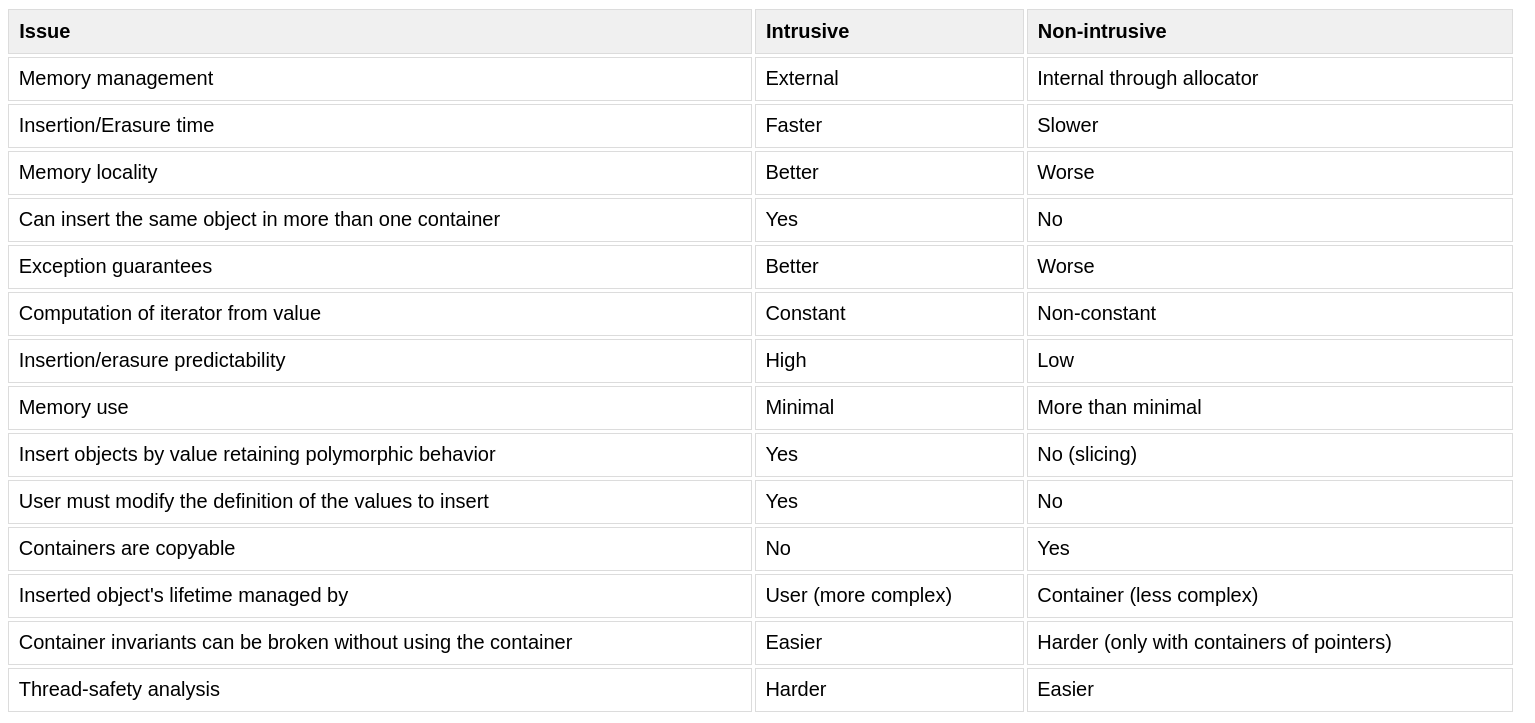 Issue Intrusive Non-intrusive
Memory management External Internal through allocator
Insertion/Erasure time Faster Slower
Memory locality Better Worse
Can insert the same object in more than one container Yes No
Exception guarantees Better Worse
Computation of iterator from value Constant Non-constant
Insertion/erasure predictability High Low
Memory use Minimal More than minimal
Insert objects by value retaining polymorphic behavior Yes No (slicing)
User must modify the definition of the values to insert Yes No
Containers are copyable No Yes
Inserted object's lifetime managed by User (more complex) Container (less complex)
Container invariants can be broken without using the container Easier Harder (only with containers of pointers)
Thread-safety analysis Harder Easier